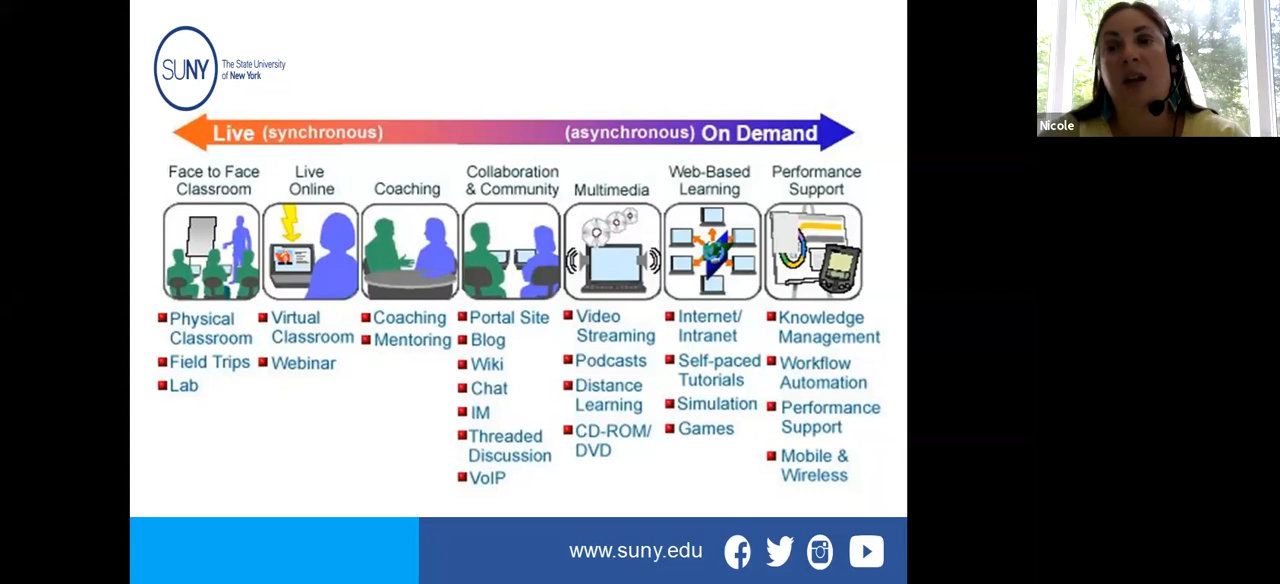 SUNY
The State University
of New York
Nicole
Live (synchronous)
(asynchronous) On Demand
Face to Face
Classroom
Physical
Classroom
Field Trips
Lab
Live
Online
Virtual
Classroom
Webinar
Coaching
Coaching
Mentoring
Collaboration
& Community
Portal Site
Blog
Wiki
Chat
IM
Threaded
Discussion
VoIP
Multimedia
Video
Streaming
Podcasts
Distance
Learning
CD-ROM/
DVD
Web-Based
Learning
Internet/
Intranet
Self-paced
Tutorials
Simulation
Games
Performance
Support
Knowledge
Management
Workflow
Automation
Performance
Support
Mobile &
Wireless
www.suny.edu